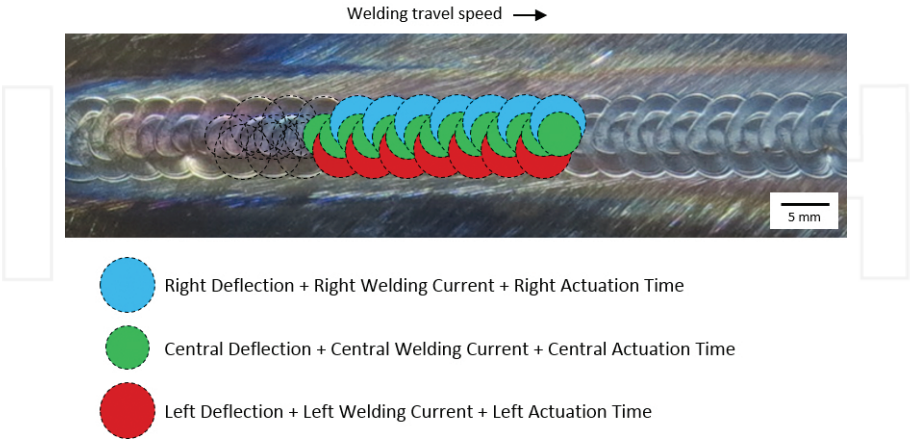 Welding travel speed
5 mm
Right Deflection + Right Welding Current + Right Actuation Time
Central Deflection + Central Welding Current + Central Actuation Time
Left Deflection + Left Welding Current + Left Actuation Time